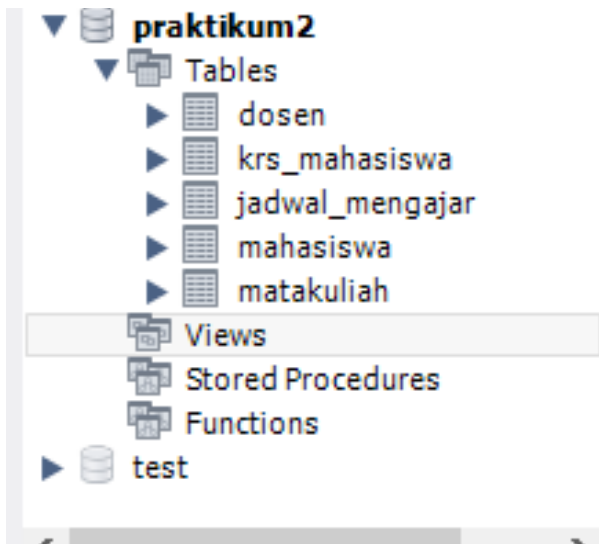 praktikum2
Tables
dosen
krs_mahasiswa
jadwal_mengajar
mahasiswa
matakuliah
Views
Stored Procedures
Functions
test